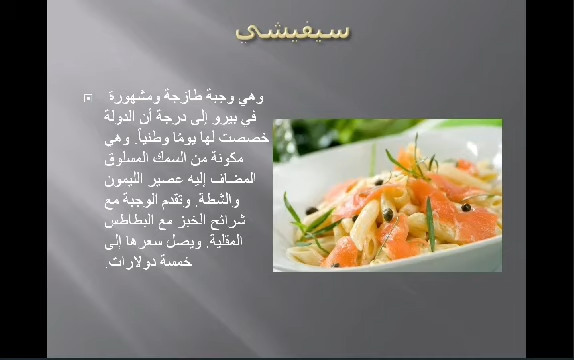 سيفيشي
وهي وجبة طازجة ومشهورة
في بيرو إلى درجة أن الدولة
خصصت لها يومًا وطنياً. وهي
مكونة من السمك المسلوق
المضاف إليه عصير الليمون
والشطة. وتقدم الوجبة مع
شرائح الخبز مع البطاطس
المقلية. ويصل سعرها إلى
خمسة دولارات.